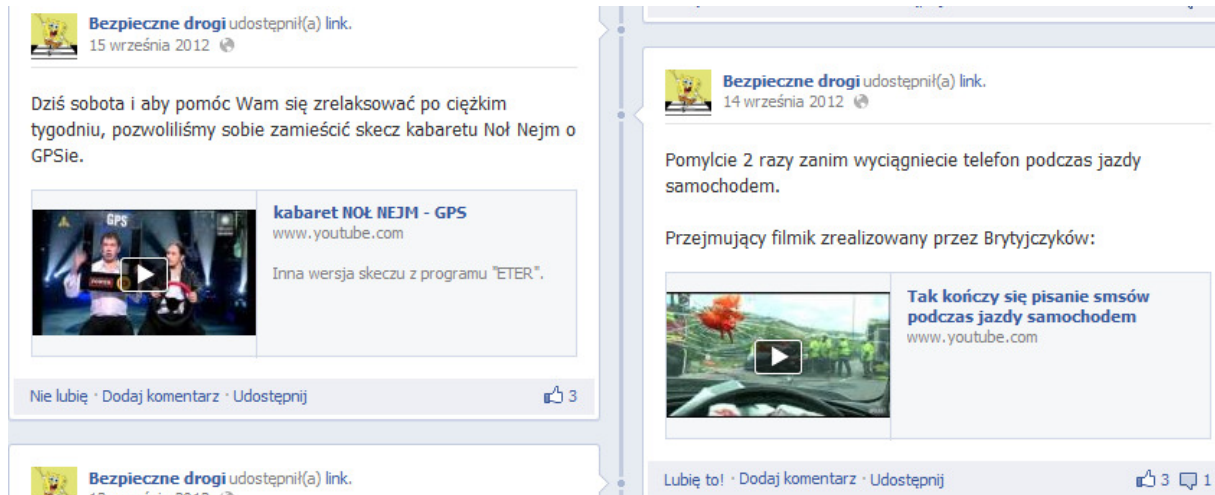 Bezpieczne drogi udostępnił(a) link.
15 września 2012
Dziś sobota i aby pomóc Wam się zrelaksować po ciężkim
tygodniu, pozwoliliśmy sobie zamieścić skecz kabaretu Noł Nejm o
GPSie.
GPS
kabaret NOŁ NEJM - GPS
www.youtube.com
Inna wersja skeczu z programu "ETER".
Nie lubię · Dodaj komentarz · Udostępnij
3
Bezpieczne drogi udostępnił(a) link.
Bezpieczne drogi udostępnił(a) link.
14 września 2012
Pomylcie 2 razy zanim wyciągniecie telefon podczas jazdy
samochodem.
Przejmujący filmik zrealizowany przez Brytyjczyków:
Tak kończy się pisanie smsów
podczas jazdy samochodem
www.youtube.com
Lubię to! · Dodaj komentarz · Udostępnij
3 1